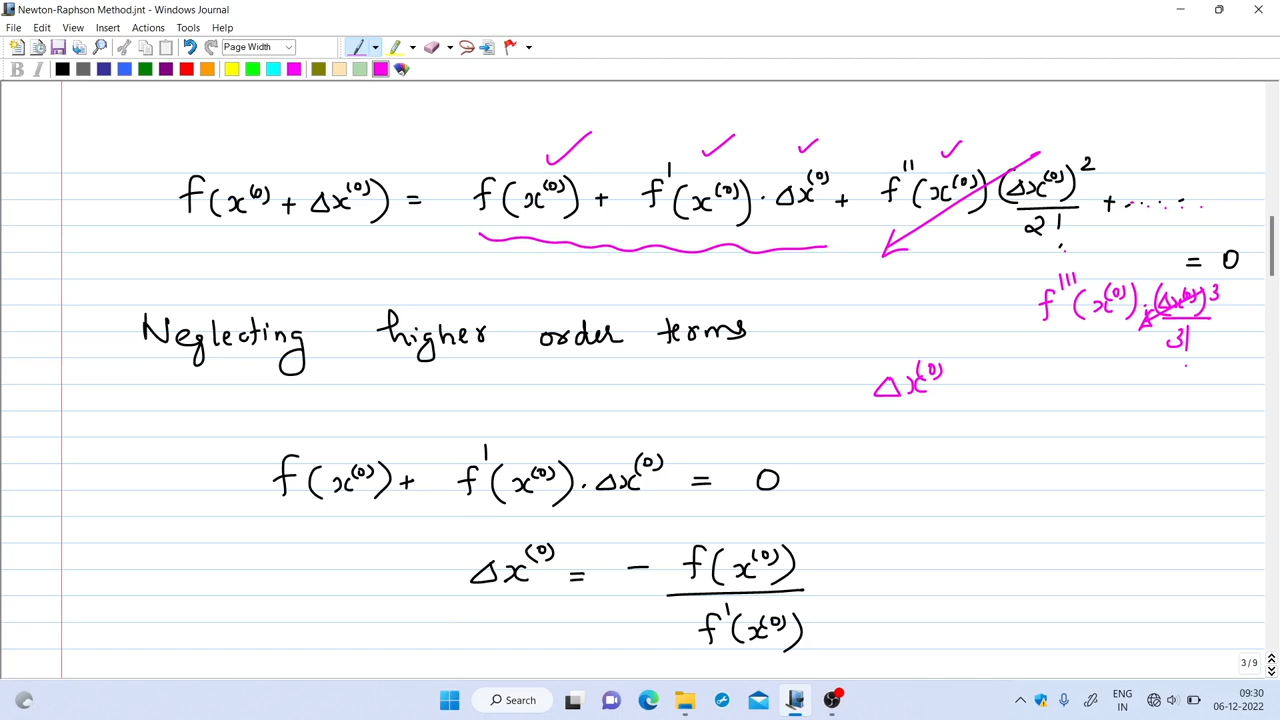 Newton-Raphson Method.jnt - Windows Journal
File Edit View Insert Actions Tools Help
Page Width
B I
f(x⁽⁰⁾ + Δx⁽⁰⁾) = f(x⁽⁰⁾) + f'(x⁽⁰⁾) · Δx⁽⁰⁾ + f''(x⁽⁰⁾) (Δx⁽⁰⁾)²/2! + ......
= 0
f'''(x⁽⁰⁾) · (Δx⁽⁰⁾)³/3!
Neglecting higher order terms
Δx⁽⁰⁾
f(x⁽⁰⁾) + f'(x⁽⁰⁾) · Δx⁽⁰⁾ = 0
Δx⁽⁰⁾ = - f(x⁽⁰⁾)/f'(x⁽⁰⁾)
3/9
Search
ENG
IN
09:30
06-12-2022